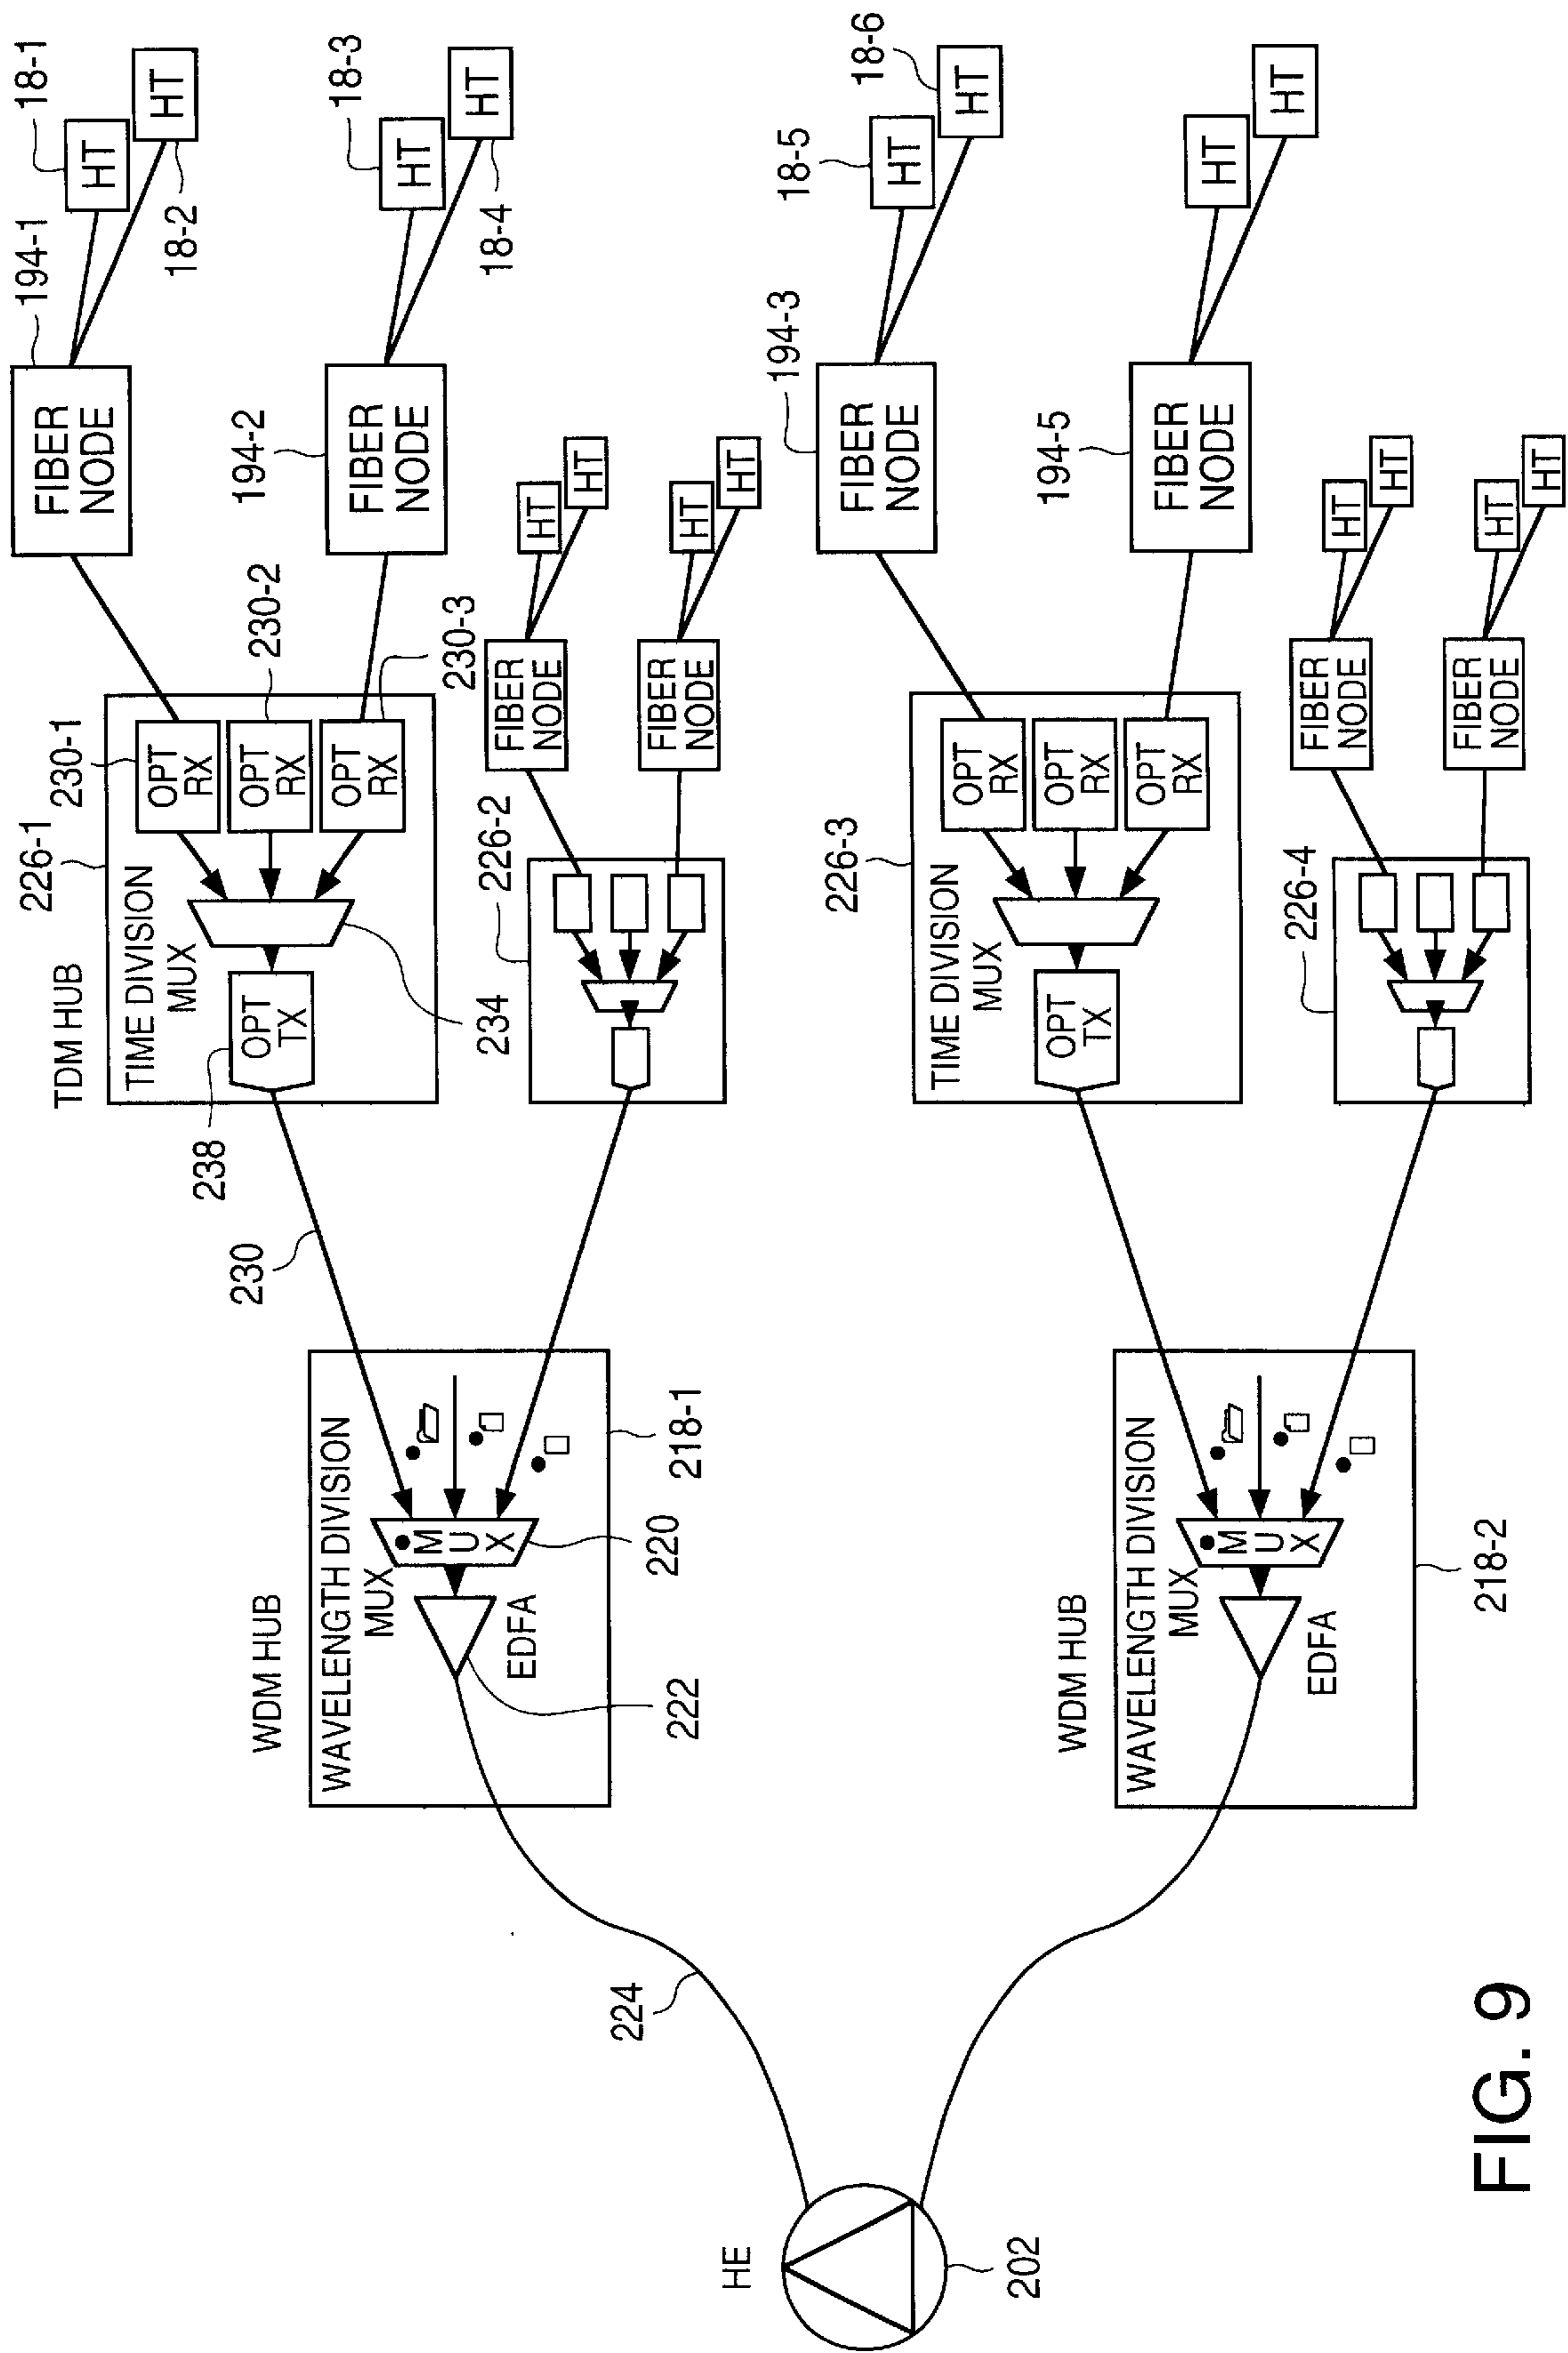 18-1
HT
HT
18-2
194-1
FIBER
NODE
18-3
HT
HT
18-4
194-2
FIBER
NODE
TDM HUB
226-1
230-1
230-2
230-3
TIME DIVISION
MUX
OPT
RX
OPT
RX
OPT
RX
OPT
TX
234
238
230
HT
HT
FIBER
NODE
HT
HT
FIBER
NODE
226-2
WDM HUB
WAVELENGTH DIVISION
MUX
MUX
EDFA
218-1
220
222
224
18-5
HT
18-6
HT
194-3
FIBER
NODE
HT
HT
194-5
FIBER
NODE
226-3
TIME DIVISION
MUX
OPT
RX
OPT
RX
OPT
RX
OPT
TX
HT
HT
FIBER
NODE
HT
HT
FIBER
NODE
226-4
WDM HUB
WAVELENGTH DIVISION
MUX
MUX
EDFA
218-2
HE
202
FIG. 9